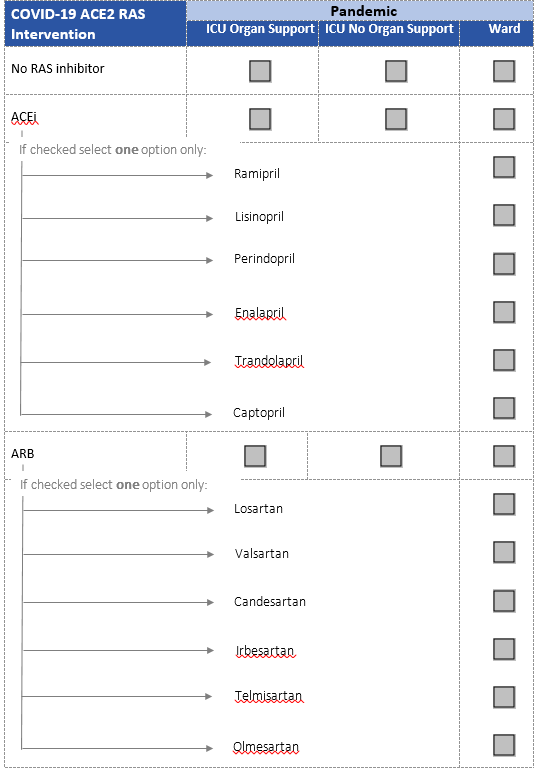 COVID-19 ACE2 RAS
Intervention
Pandemic
ICU Organ Support ICU No Organ Support Ward
No RAS inhibitor
ACEi
If checked select one option only:
Ramipril
Lisinopril
Perindopril
Enalapril
Trandolapril
Captopril
ARB
If checked select one option only:
Losartan
Valsartan
Candesartan
Irbesartan
Telmisartan
Olmesartan